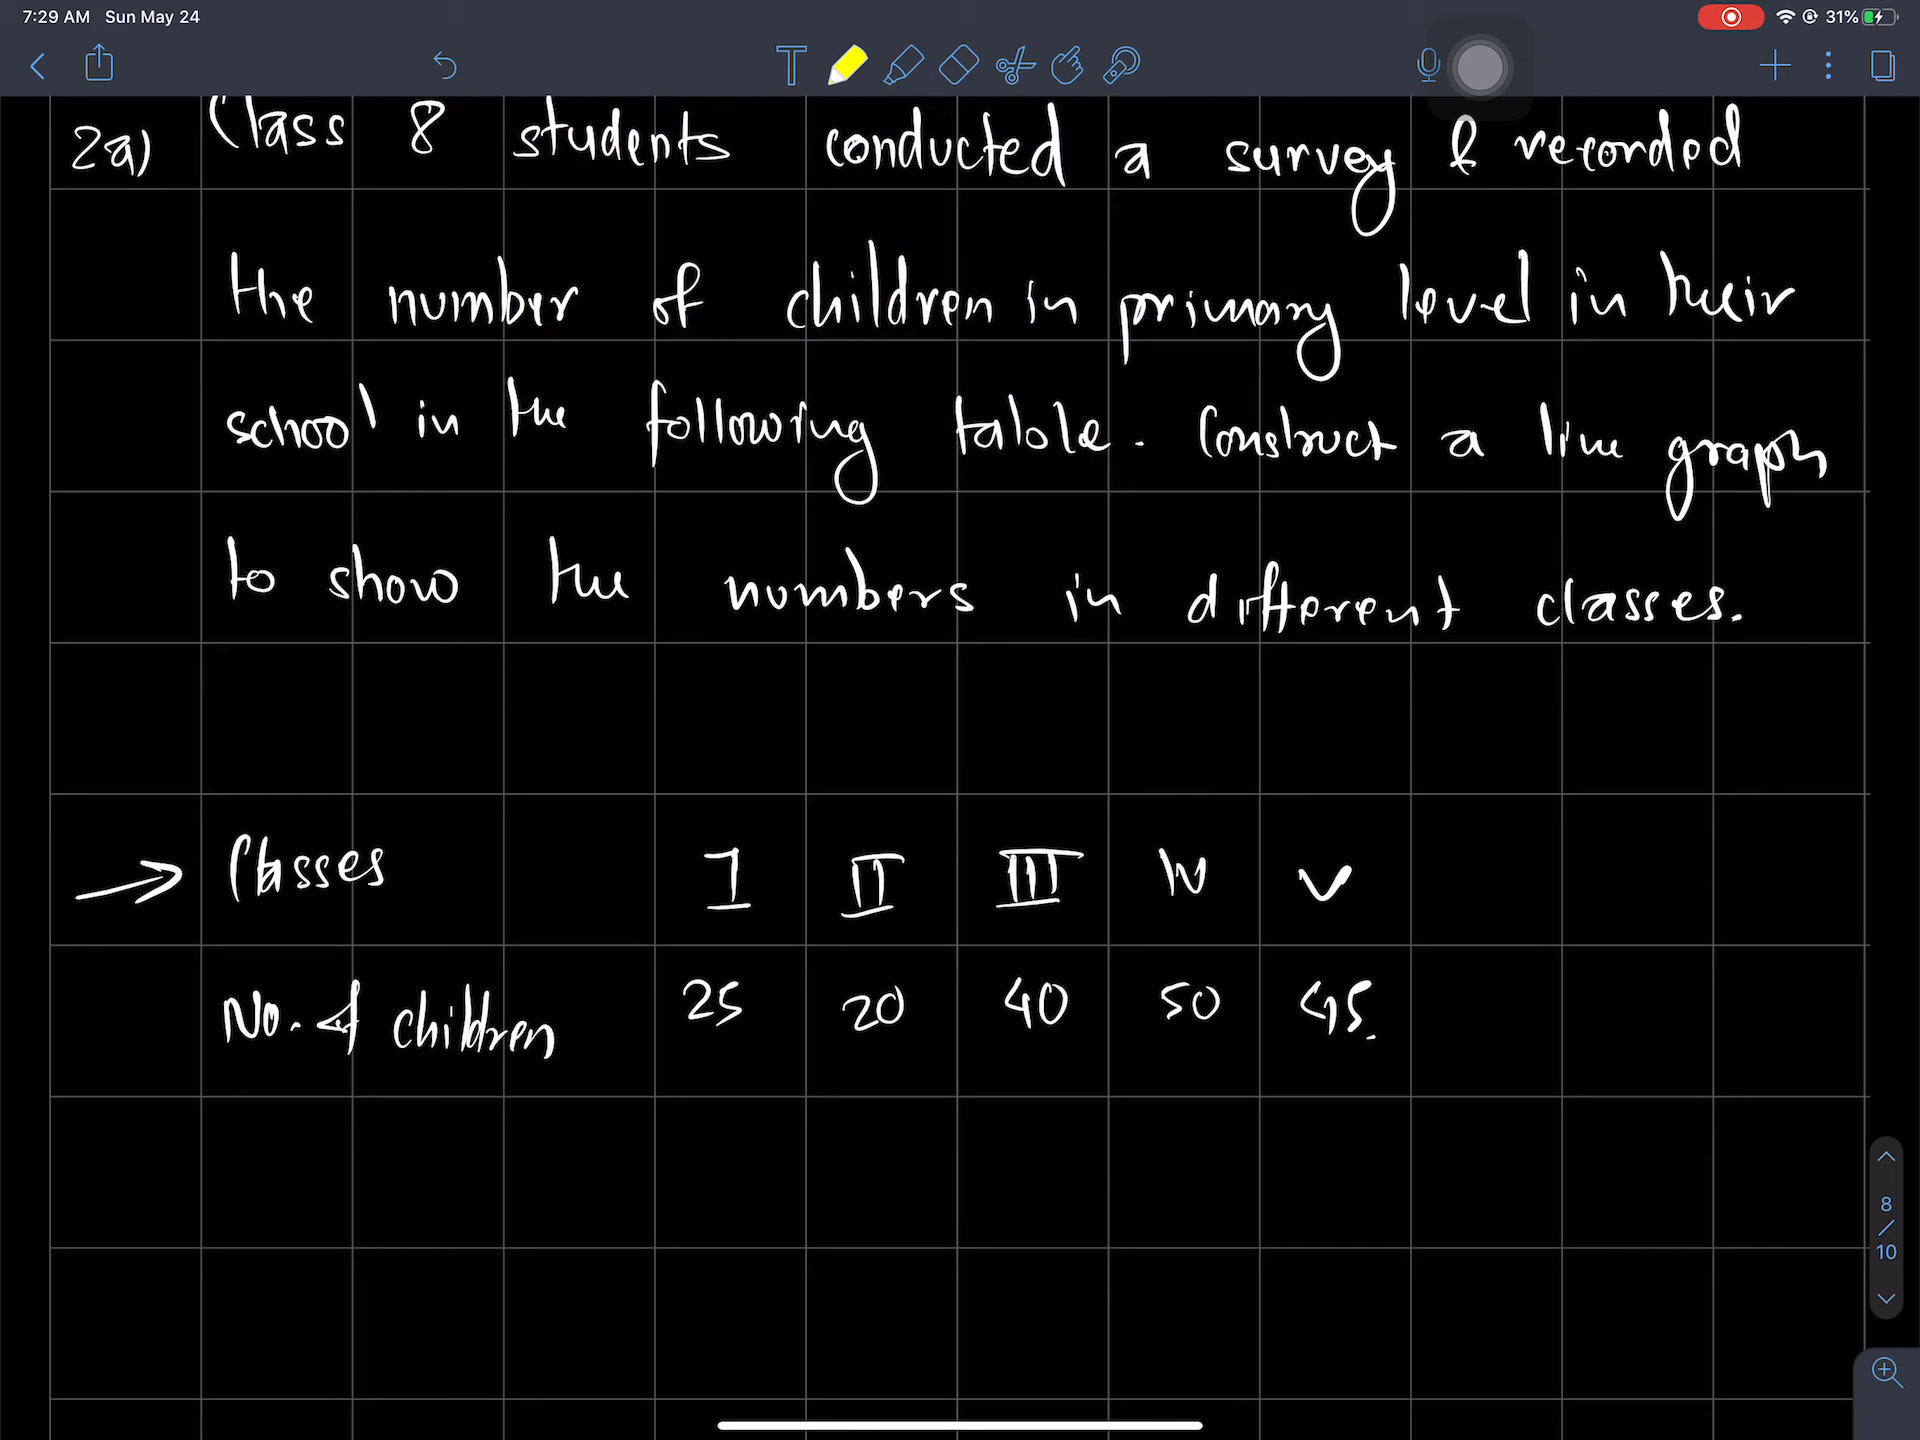 7:29 AM Sun May 24
31%
2a) Class 8 students conducted a survey & recorded
the number of children in primary level in their
school in the following table. Construct a line graph
to show the numbers in different classes.
→ Classes I II III IV V
No. of children 25 20 40 50 45.
8
/
10